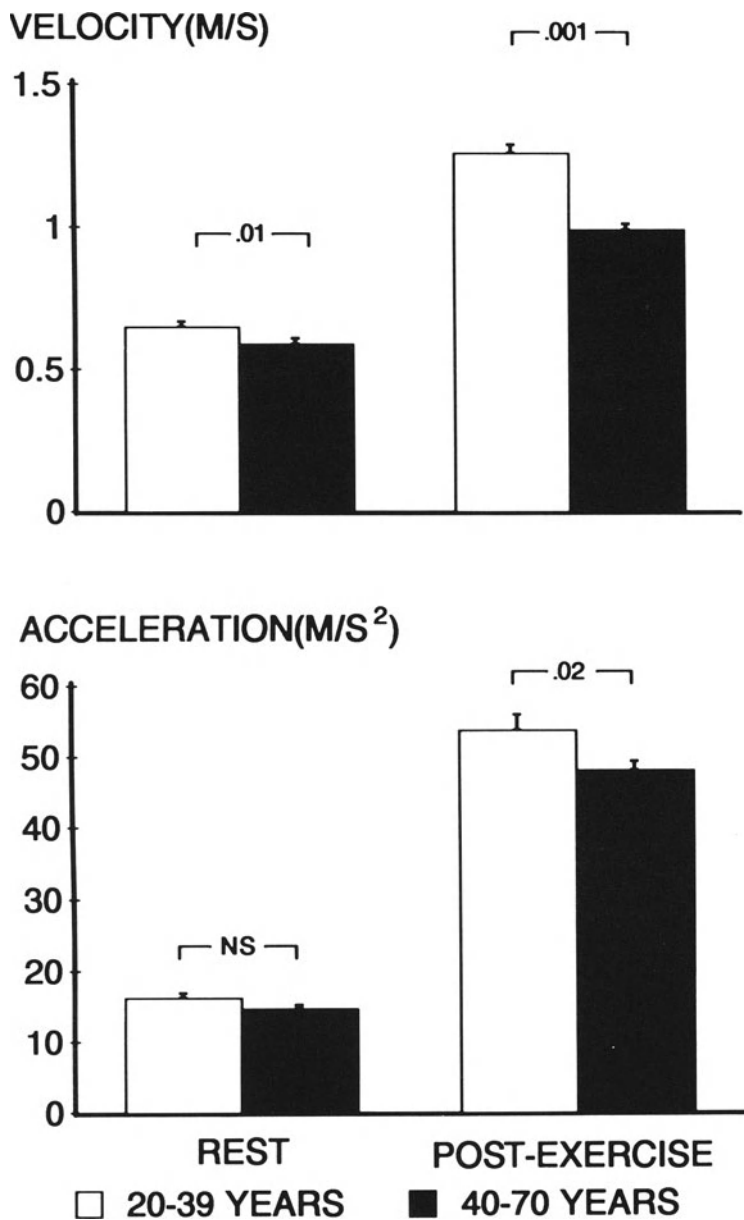 VELOCITY(M/S)
.001
1.5
1
.01
0.5
0
ACCELERATION(M/S2)
60
.02
50
40
30
NS
20
10
0
REST POST-EXERCISE
20-39 YEARS 40-70 YEARS